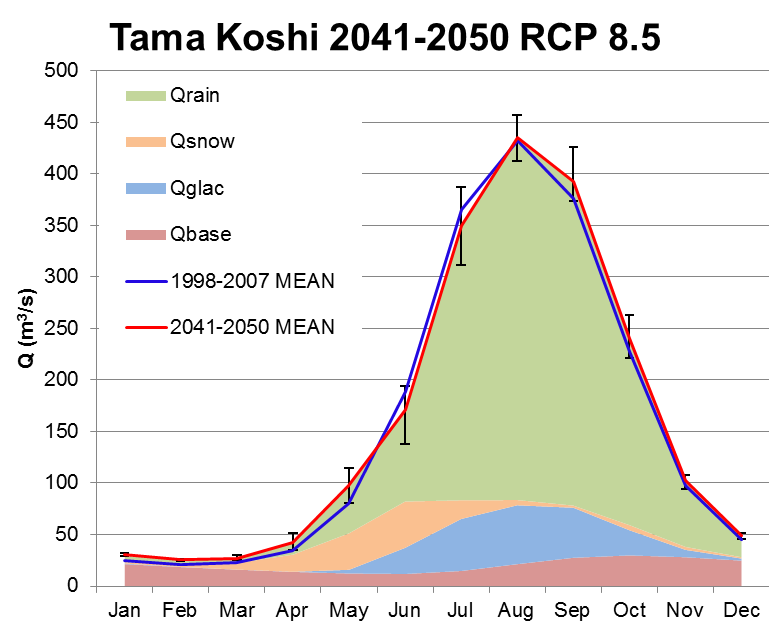 Tama Koshi 2041-2050 RCP 8.5
Q (m³/s)
500
450
400
350
300
250
200
150
100
50
0
Qrain
Qsnow
Qglac
Qbase
1998-2007 MEAN
2041-2050 MEAN
Jan Feb Mar Apr May Jun Jul Aug Sep Oct Nov Dec